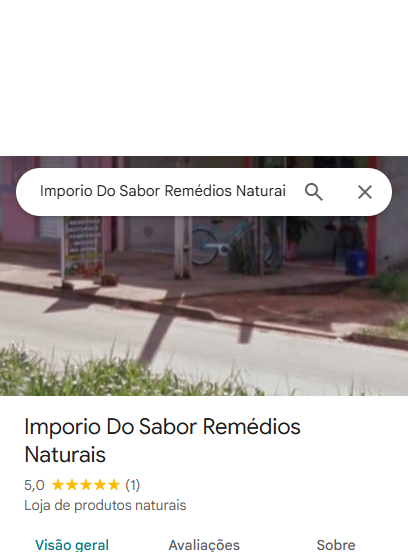 Imporio Do Sabor Remédios Naturai
Imporio Do Sabor Remédios
Naturais
5,0 ★★★★★ (1)
Loja de produtos naturais
Visão geral Avaliações Sobre